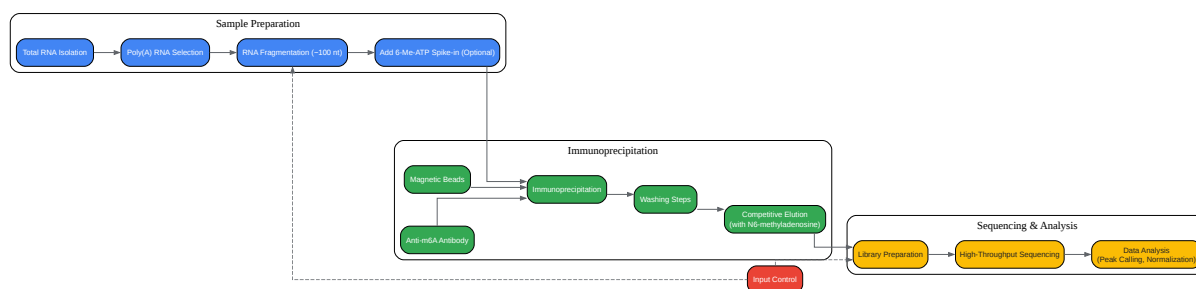 Sample Preparation
Total RNA Isolation
Poly(A) RNA Selection
RNA Fragmentation (~100 nt)
Add 6-Me-ATP Spike-in (Optional)
Immunoprecipitation
Magnetic Beads
Anti-m6A Antibody
Immunoprecipitation
Washing Steps
Competitive Elution
(with N6-methyladenosine)
Input Control
Sequencing & Analysis
Library Preparation
High-Throughput Sequencing
Data Analysis
(Peak Calling, Normalization)